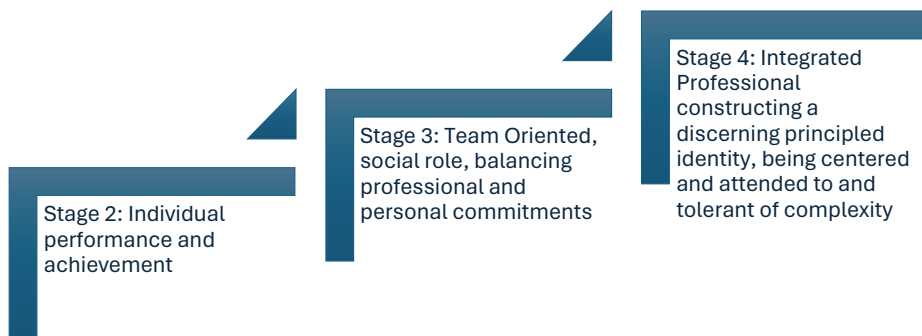 Stage 2: Individual
performance and
achievement
Stage 3: Team Oriented,
social role, balancing
professional and
personal commitments
Stage 4: Integrated
Professional
constructing a
discerning principled
identity, being centered
and attended to and
tolerant of complexity